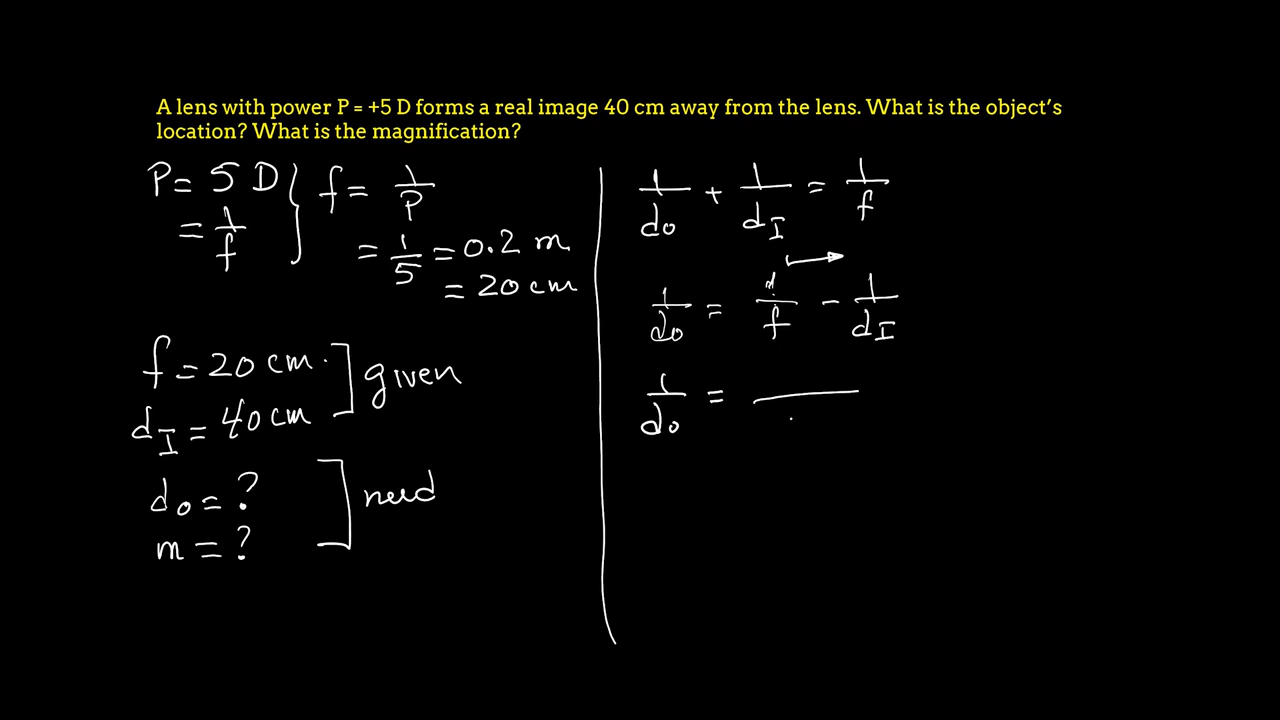 A lens with power P = +5 D forms a real image 40 cm away from the lens. What is the object's
location? What is the magnification?
P = 5 D
= 1/f
f = 1/P
= 1/5 = 0.2 m
= 20 cm
f = 20 cm.
d_I = 40 cm
given
d_o = ?
m = ?
need
1/d_o + 1/d_I = 1/f
1/d_o = 1/f - 1/d_I
1/d_o =